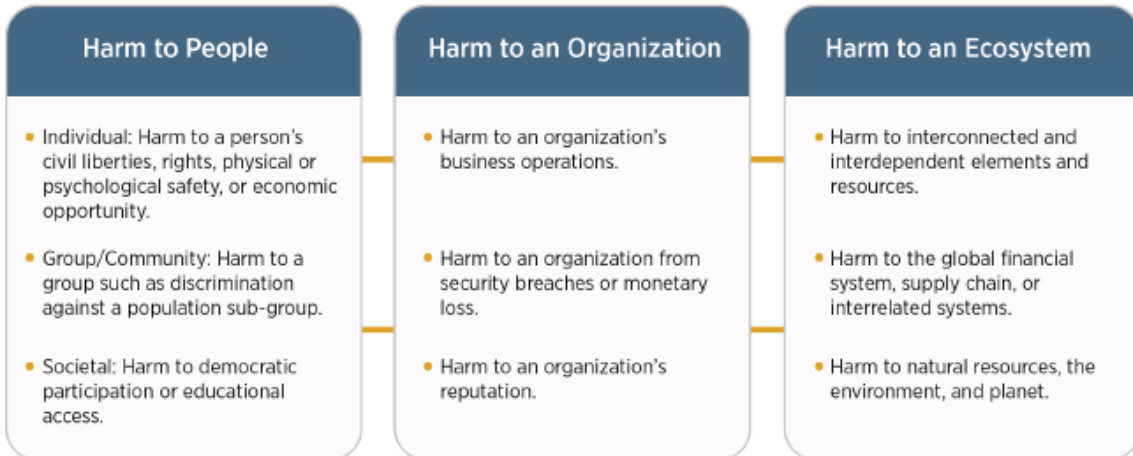 Harm to People
• Individual: Harm to a person's
civil liberties, rights, physical or
psychological safety, or economic
opportunity.
• Group/Community: Harm to a
group such as discrimination
against a population sub-group.
• Societal: Harm to democratic
participation or educational
access.
Harm to an Organization
• Harm to an organization's
business operations.
• Harm to an organization from
security breaches or monetary
loss.
• Harm to an organization's
reputation.
Harm to an Ecosystem
• Harm to interconnected and
interdependent elements and
resources.
• Harm to the global financial
system, supply chain, or
interrelated systems.
• Harm to natural resources, the
environment, and planet.